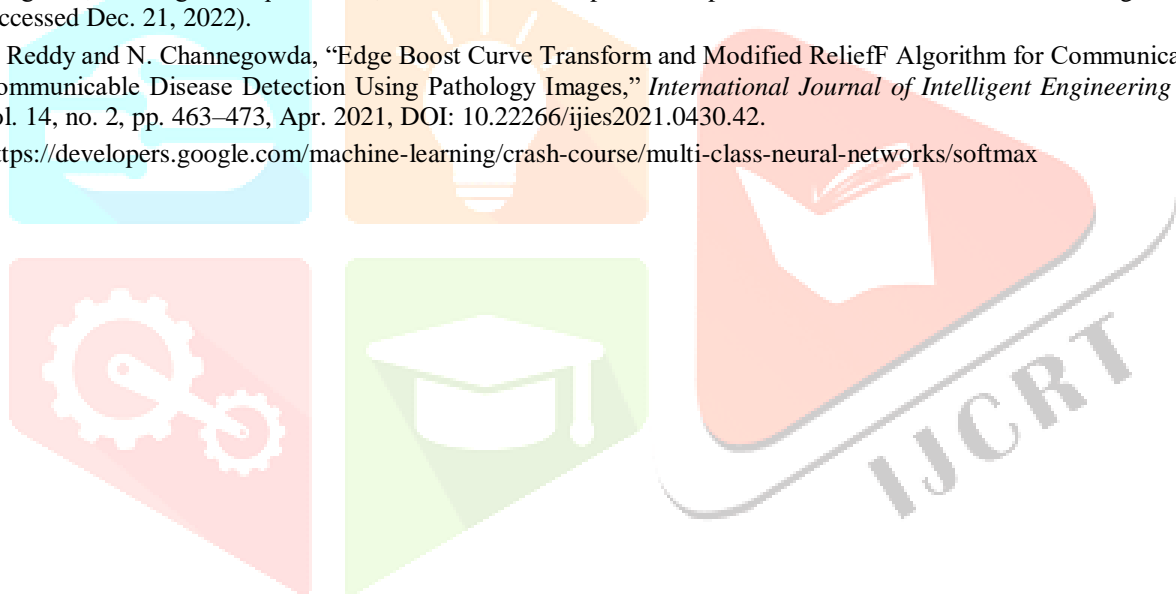 ccessed Dec. 21, 2022).
Reddy and N. Channegowda, “Edge Boost Curve Transform and Modified ReliefF Algorithm for Communica
ommunicable Disease Detection Using Pathology Images,” International Journal of Intelligent Engineering
ol. 14, no. 2, pp. 463–473, Apr. 2021, DOI: 10.22266/ijies2021.0430.42.
ttps://developers.google.com/machine-learning/crash-course/multi-class-neural-networks/softmax
IJCRT